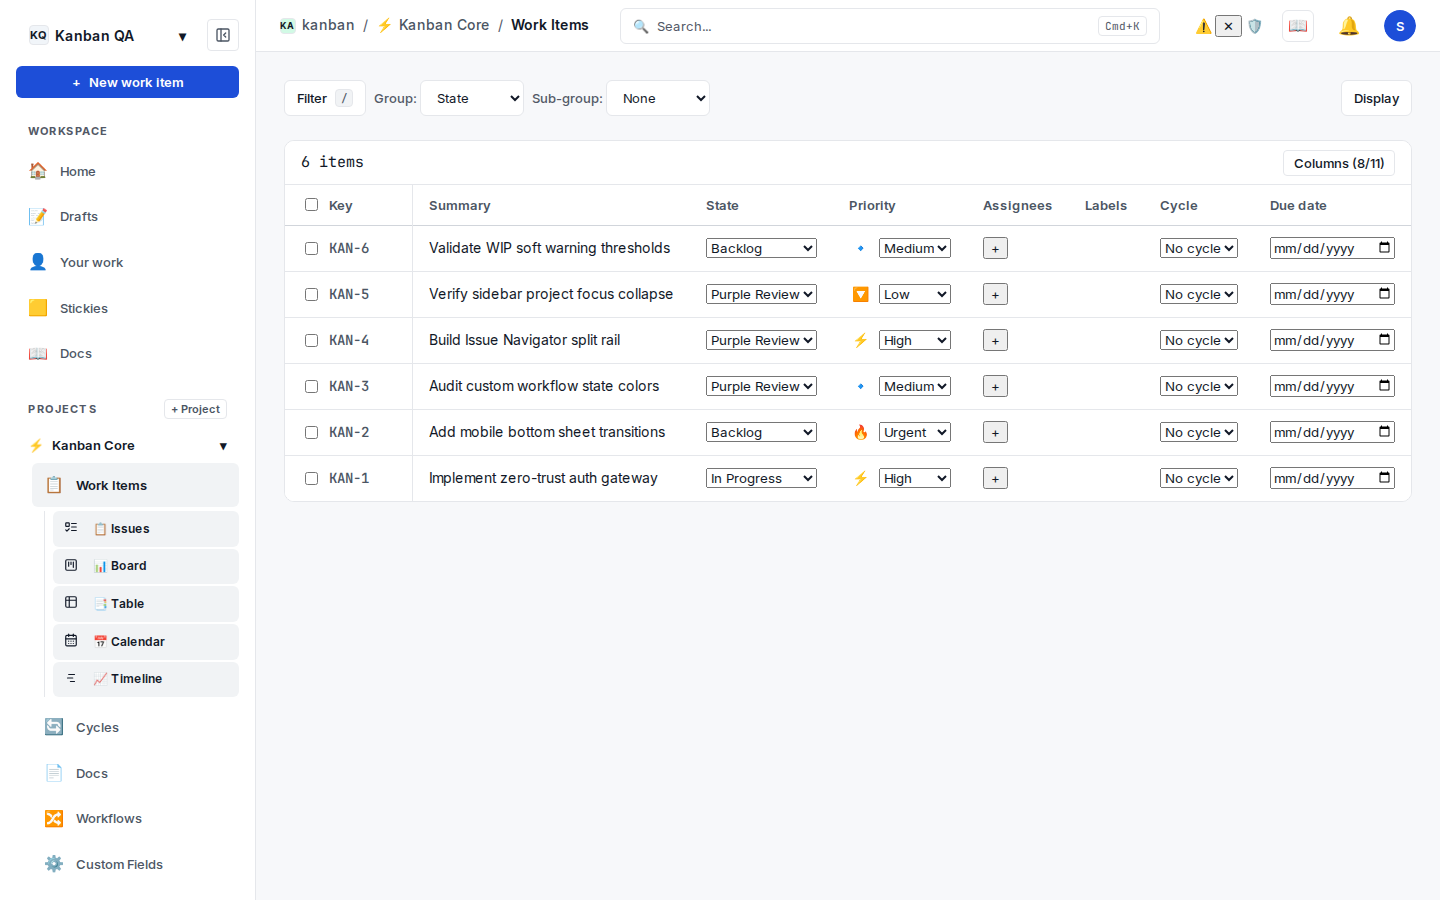 KQ Kanban QA ▾
+ New work item
WORKSPACE
Home
Drafts
Your work
Stickies
Docs
PROJECTS + Project
Kanban Core ▾
Work Items
Issues
Board
Table
Calendar
Timeline
Cycles
Docs
Workflows
Custom Fields
KA kanban / ⚡ Kanban Core / Work Items
Search... Cmd+K
✕
S
Filter / Group: State Sub-group: None Display
6 items Columns (8/11)
Key Summary State Priority Assignees Labels Cycle Due date
KAN-6 Validate WIP soft warning thresholds Backlog Medium + No cycle mm/dd/yyyy
KAN-5 Verify sidebar project focus collapse Purple Review Low + No cycle mm/dd/yyyy
KAN-4 Build Issue Navigator split rail Purple Review High + No cycle mm/dd/yyyy
KAN-3 Audit custom workflow state colors Purple Review Medium + No cycle mm/dd/yyyy
KAN-2 Add mobile bottom sheet transitions Backlog Urgent + No cycle mm/dd/yyyy
KAN-1 Implement zero-trust auth gateway In Progress High + No cycle mm/dd/yyyy